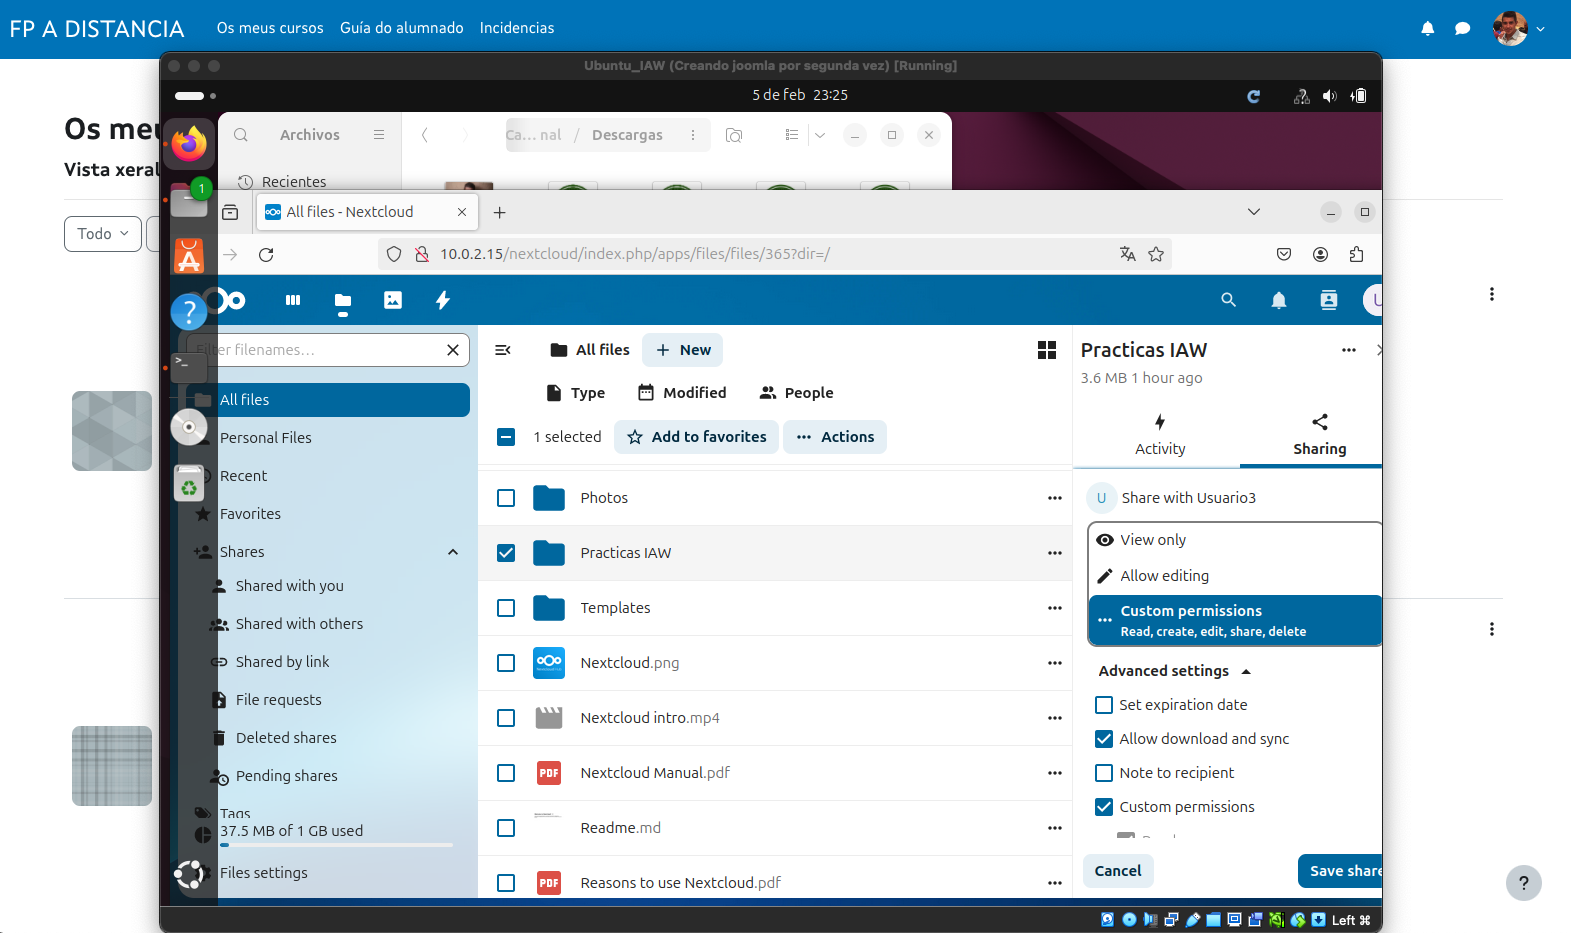 FP A DISTANCIA Os meus cursos Guía do alumnado Incidencias
Ubuntu_IAW (Creando joomla por segunda vez) [Running]
5 de feb 23:25
Os meu
Vista xeral
Todo
Archivos
Ca... nal / Descargas
Recientes
1
All files - Nextcloud
10.0.2.15/nextcloud/index.php/apps/files/files/365?dir=/
U
Filter filenames...
All files
Personal Files
Recent
Favorites
Shares
Shared with you
Shared with others
Shared by link
File requests
Deleted shares
Pending shares
Tags
37.5 MB of 1 GB used
Files settings
All files
+ New
Type
Modified
People
1 selected
Add to favorites
Actions
Photos
Practicas IAW
Templates
Nextcloud.png
Nextcloud intro.mp4
PDF Nextcloud Manual.pdf
Readme.md
PDF Reasons to use Nextcloud.pdf
Practicas IAW
3.6 MB 1 hour ago
Activity
Sharing
U Share with Usuario3
View only
Allow editing
Custom permissions
Read, create, edit, share, delete
Advanced settings
Set expiration date
Allow download and sync
Note to recipient
Custom permissions
Cancel
Save share
?
Left ⌘